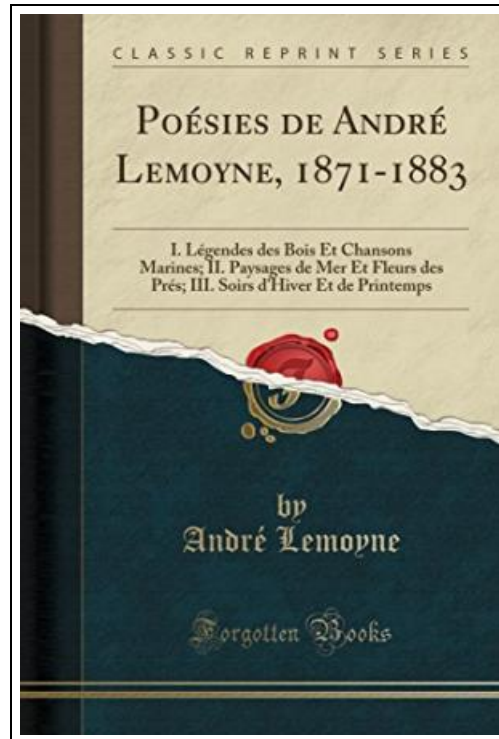 CLASSIC REPRINT SERIES
POÉSIES DE ANDRÉ
LEMOYNE, 1871-1883
I. Légendes des Bois Et Chansons
Marines; II. Paysages de Mer Et Fleurs des
Prés; III. Soirs d'Hiver Et de Printemps
by
André Lemoyne
Forgotten Books